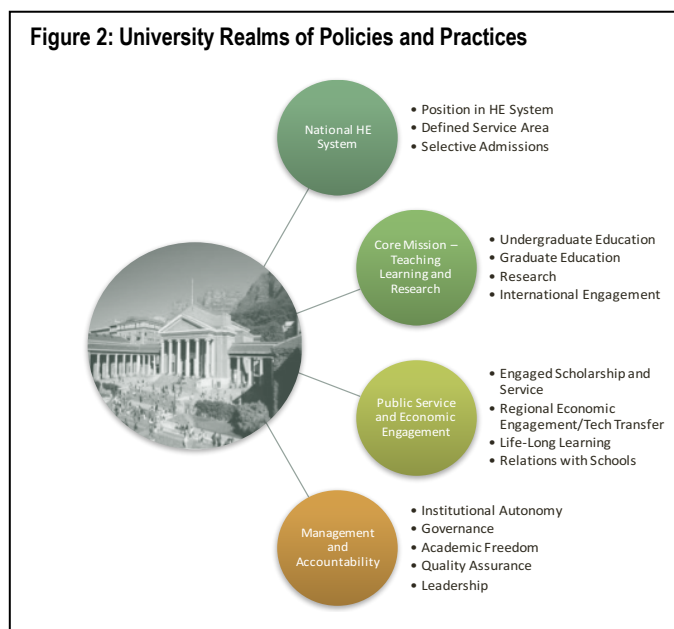 Figure 2: University Realms of Policies and Practices
National HE
System
• Position in HE System
• Defined Service Area
• Selective Admissions
Core Mission –
Teaching
Learning and
Research
• Undergraduate Education
• Graduate Education
• Research
• International Engagement
Public Service
and Economic
Engagement
• Engaged Scholarship and
Service
• Regional Economic
Engagement/Tech Transfer
• Life-Long Learning
• Relations with Schools
Management
and
Accountability
• Institutional Autonomy
• Governance
• Academic Freedom
• Quality Assurance
• Leadership